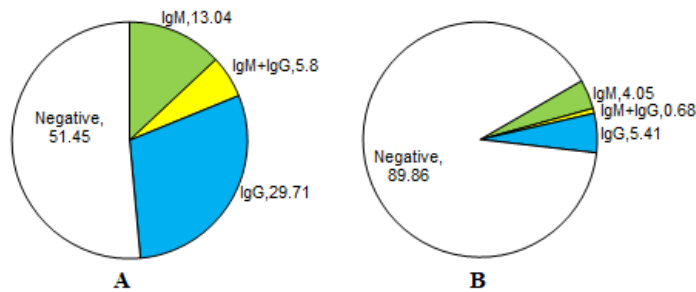 IgM,13.04
IgM+IgG,5.8
Negative,
51.45
IgG,29.71
A
IgM,4.05
IgM+IgG,0.68
IgG,5.41
Negative,
89.86
B